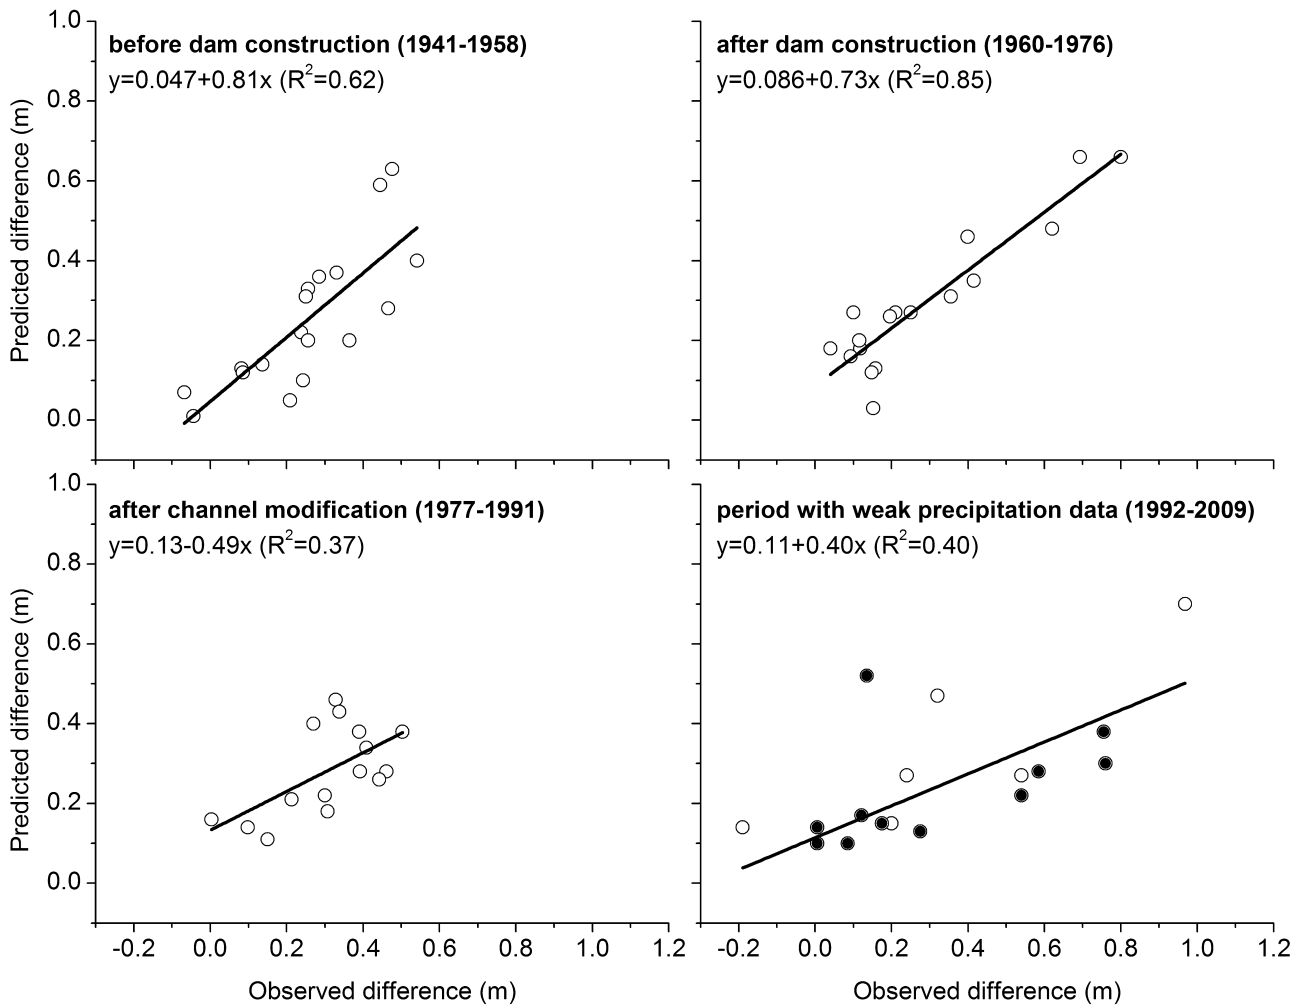 before dam construction (1941-1958)
y=0.047+0.81x (R²=0.62)
1.0
0.8
0.6
0.4
0.2
0.0
Predicted difference (m)
after dam construction (1960-1976)
y=0.086+0.73x (R²=0.85)
after channel modification (1977-1991)
y=0.13-0.49x (R²=0.37)
1.0
0.8
0.6
0.4
0.2
0.0
Predicted difference (m)
-0.2 0.0 0.2 0.4 0.6 0.8 1.0 1.2
Observed difference (m)
period with weak precipitation data (1992-2009)
y=0.11+0.40x (R²=0.40)
-0.2 0.0 0.2 0.4 0.6 0.8 1.0 1.2
Observed difference (m)